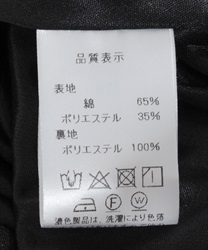 品質表示
表地
綿 65%
ポリエステル 35%
裏地
ポリエステル 100%
濃色製品は、洗濯により色落